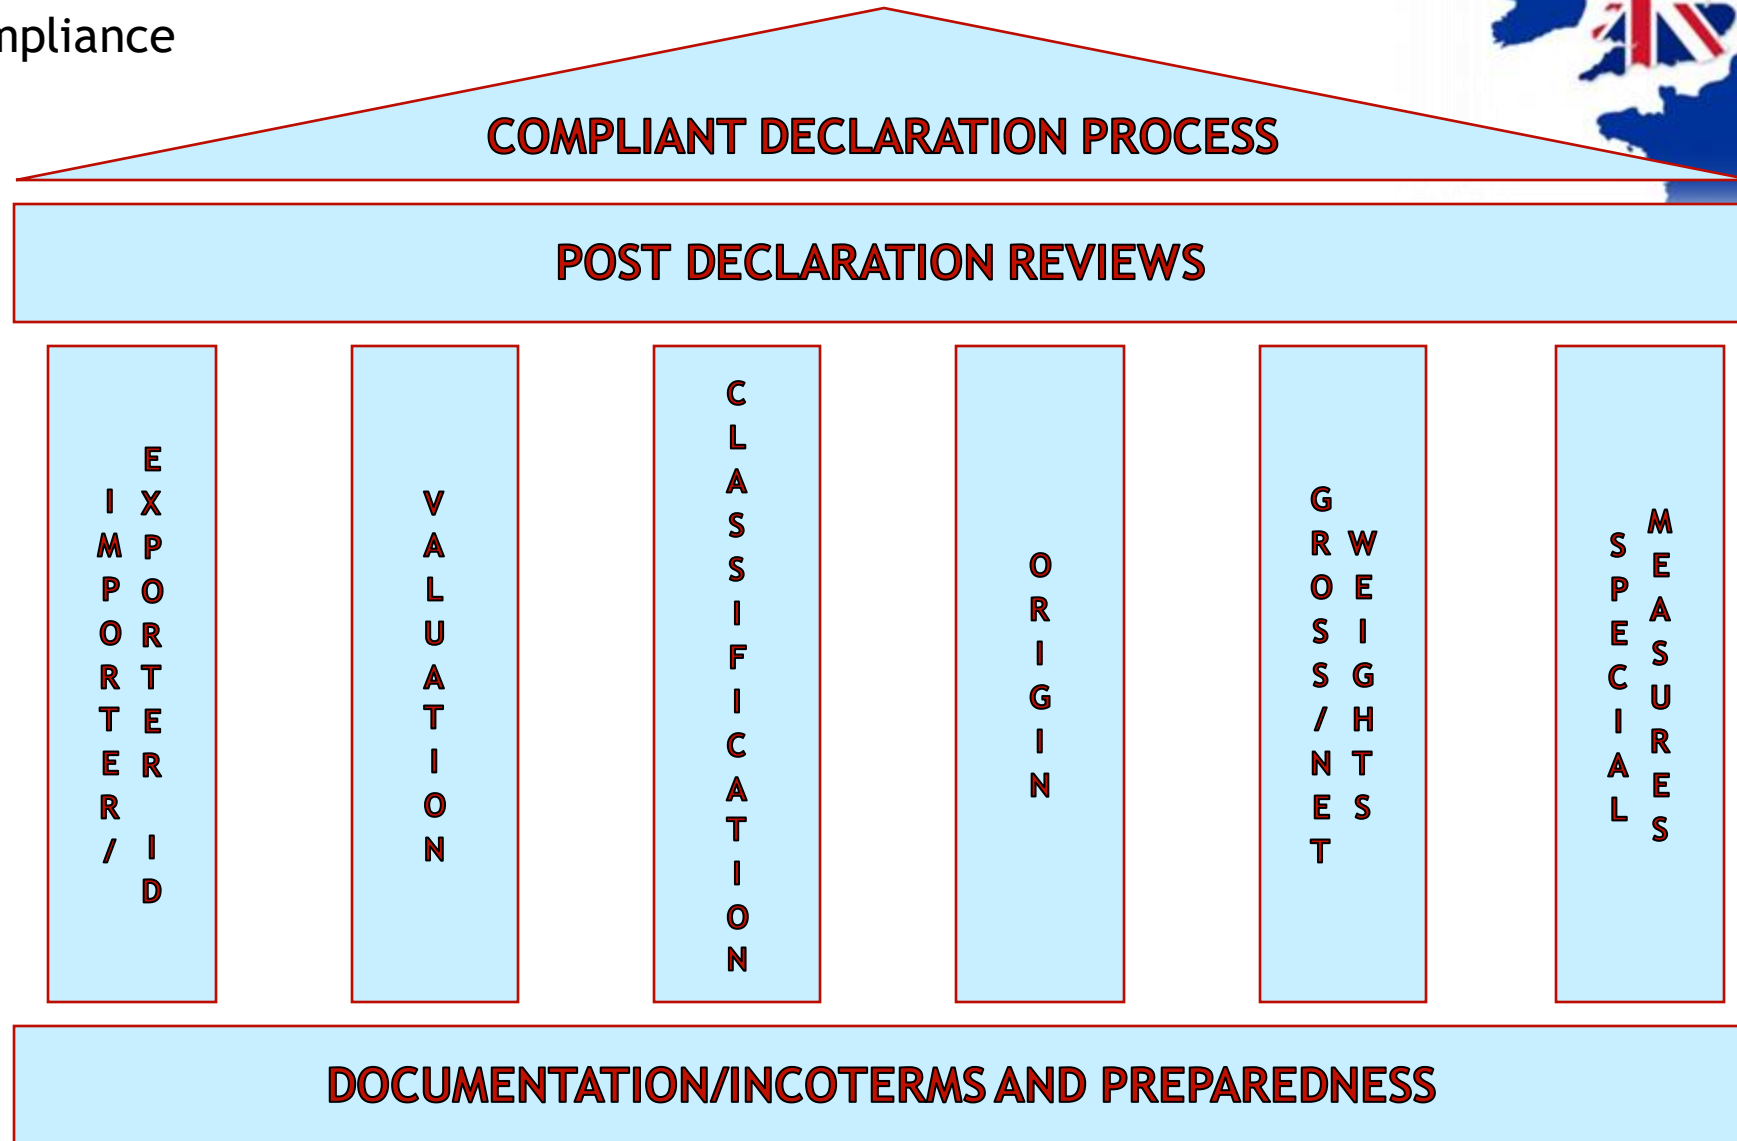 mpliance
COMPLIANT DECLARATION PROCESS
POST DECLARATION REVIEWS
IMPORTER/
EXPORTER ID
VALUATION
CLASSIFICATION
ORIGIN
GROSS/NET
WEIGHTS
SPECIAL
MEASURES
DOCUMENTATION/INCOTERMS AND PREPAREDNESS